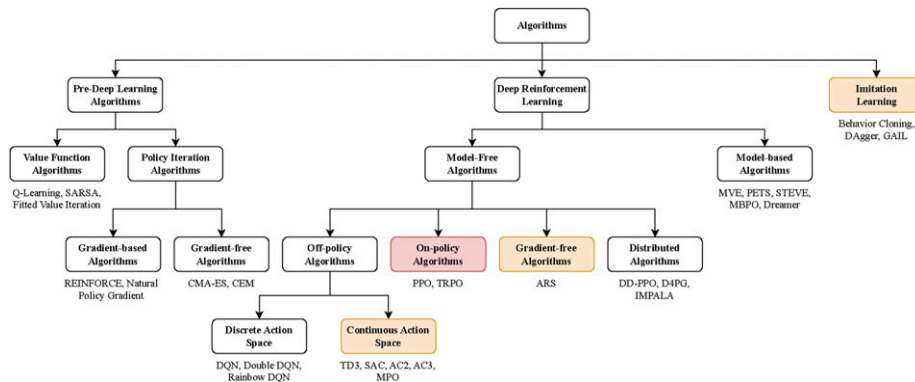 Algorithms
Pre-Deep Learning
Algorithms
Deep Reinforcement
Learning
Imitation
Learning
Behavior Cloning,
DAgger, GAIL
Value Function
Algorithms
Q-Learning, SARSA,
Fitted Value Iteration
Policy Iteration
Algorithms
Model-Free
Algorithms
Model-based
Algorithms
MVE, PETS, STEVE,
MBPO, Dreamer
Gradient-based
Algorithms
REINFORCE, Natural
Policy Gradient
Gradient-free
Algorithms
CMA-ES, CEM
Off-policy
Algorithms
On-policy
Algorithms
PPO, TRPO
Gradient-free
Algorithms
ARS
Distributed
Algorithms
DD-PPO, D4PG,
IMPALA
Discrete Action
Space
DQN, Double DQN,
Rainbow DQN
Continuous Action
Space
TD3, SAC, AC2, AC3,
MPO